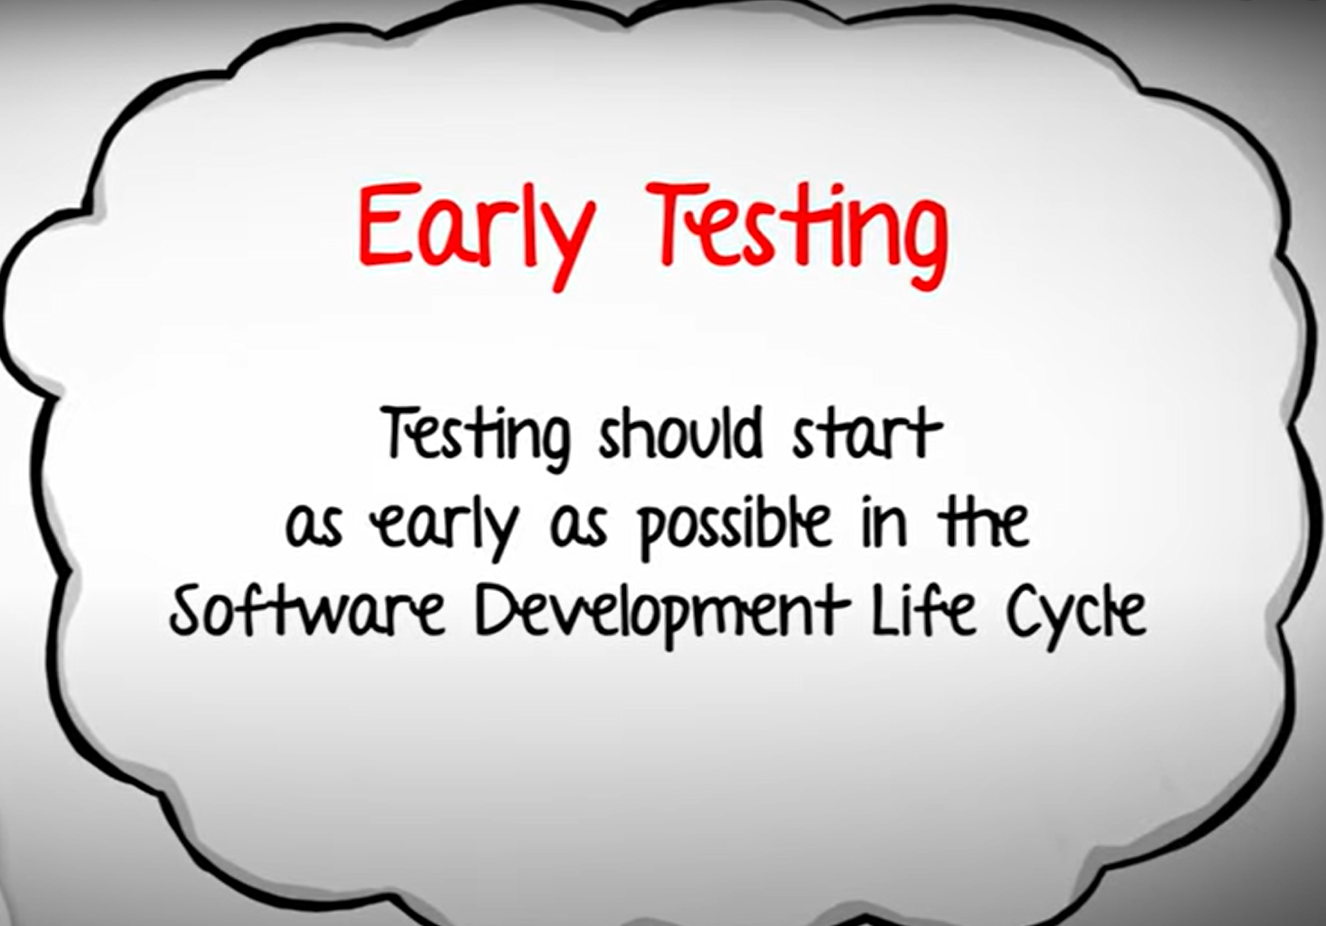 Early Testing
Testing should start
as early as possible in the
Software Development Life Cycle